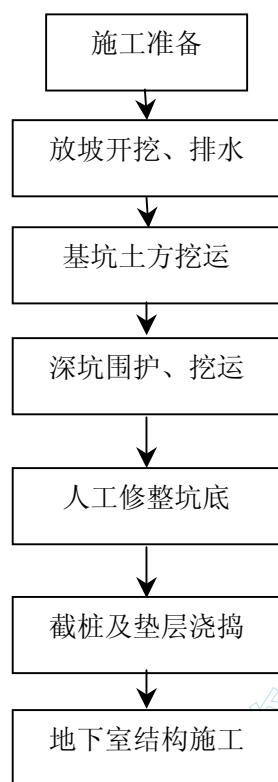 施工准备
放坡开挖、排水
基坑土方挖运
深坑围护、挖运
人工修整坑底
截桩及垫层浇捣
地下室结构施工